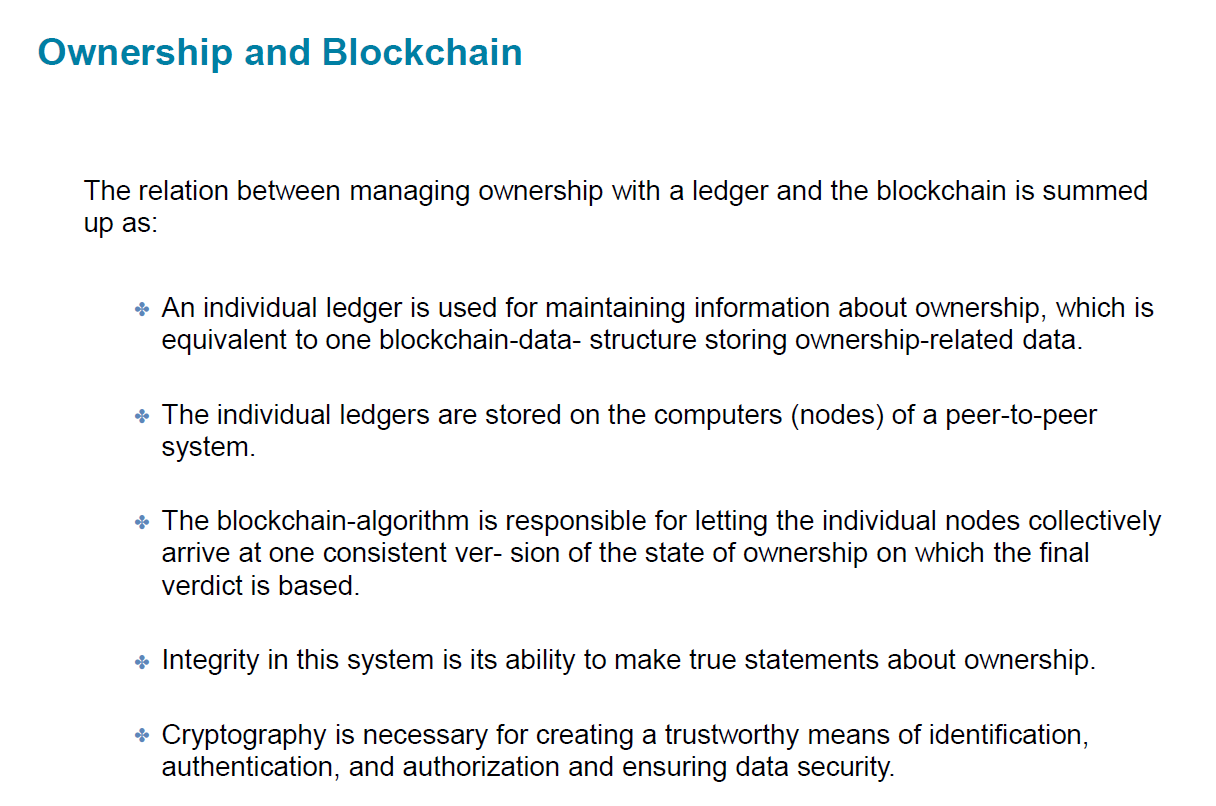 Ownership and Blockchain
The relation between managing ownership with a ledger and the blockchain is summed
up as:
An individual ledger is used for maintaining information about ownership, which is
equivalent to one blockchain-data- structure storing ownership-related data.
The individual ledgers are stored on the computers (nodes) of a peer-to-peer
system.
The blockchain-algorithm is responsible for letting the individual nodes collectively
arrive at one consistent ver- sion of the state of ownership on which the final
verdict is based.
Integrity in this system is its ability to make true statements about ownership.
Cryptography is necessary for creating a trustworthy means of identification,
authentication, and authorization and ensuring data security.